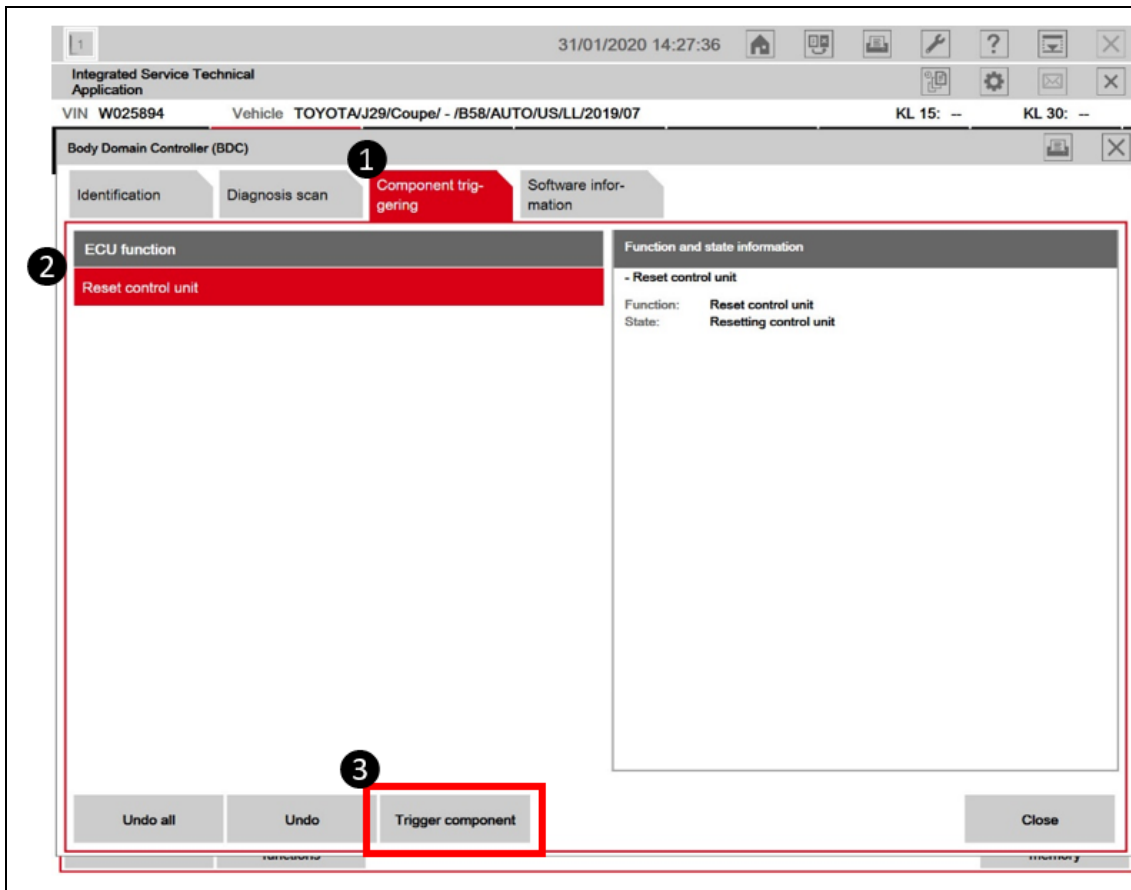 1
31/01/2020 14:27:36
?
Integrated Service Technical
Application
VIN W025894 Vehicle TOYOTA/J29/Coupe/ - /B58/AUTO/US/LL/2019/07 KL 15: -- KL 30: --
Body Domain Controller (BDC)
1
Identification
Diagnosis scan
Component trig-
gering
Software infor-
mation
2
ECU function
Reset control unit
Function and state information
- Reset control unit
Function: Reset control unit
State: Resetting control unit
3
Undo all
Undo
Trigger component
Close
functions
memory